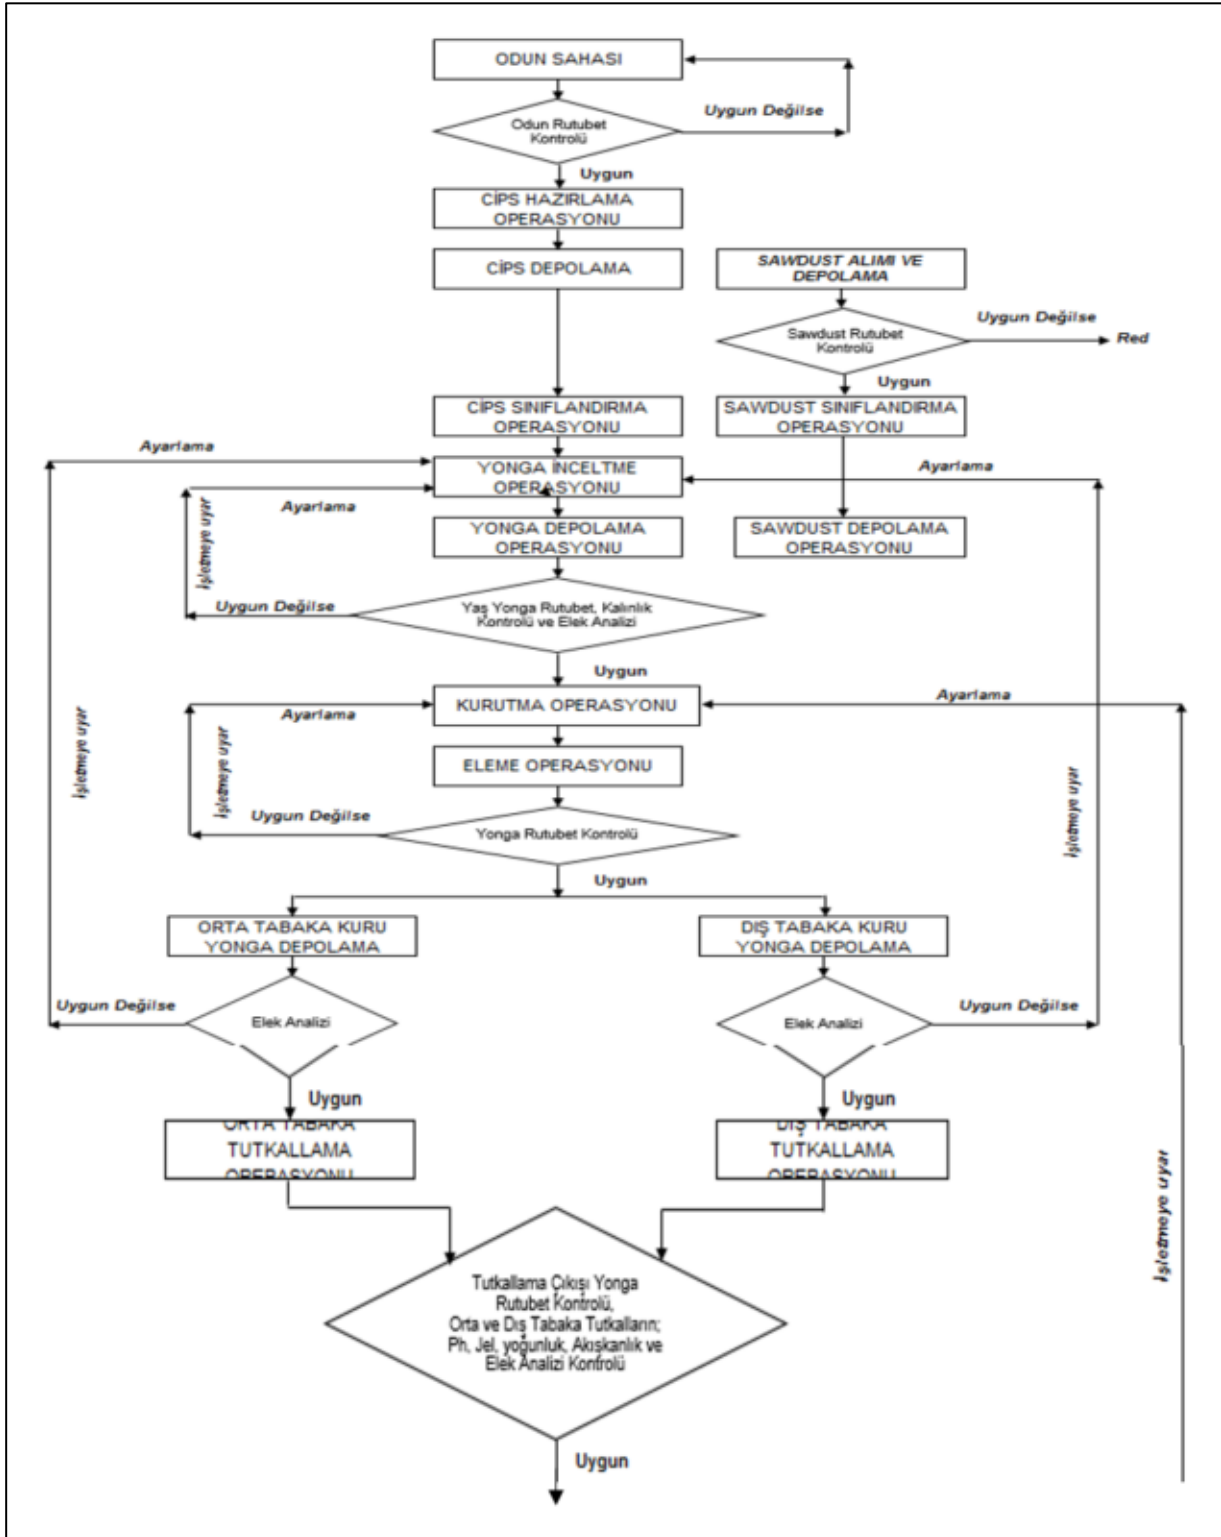 ODUN SAHASI
Uygun Değilse
Odun Rutubet
Kontrolü
Uygun
CİPS HAZIRLAMA
OPERASYONU
CİPS DEPOLAMA
SAWDUST ALIMI VE
DEPOLAMA
Uygun Değilse
Sawdust Rutubet
Kontrolü
Red
Uygun
CİPS SINIFLANDIRMA
OPERASYONU
SAWDUST SINIFLANDIRMA
OPERASYONU
Ayarlama
YONGA İNCELTME
OPERASYONU
Ayarlama
Ayarlama
İşletmeye uyar
YONGA DEPOLAMA
OPERASYONU
SAWDUST DEPOLAMA
OPERASYONU
Uygun Değilse
Yaş Yonga Rutubet, Kalınlık
Kontrolü ve Elek Analizi
Uygun
KURUTMA OPERASYONU
Ayarlama
Ayarlama
İşletmeye uyar
İşletmeye uyar
İşletmeye uyar
ELEME OPERASYONU
Uygun Değilse
Yonga Rutubet Kontrolü
Uygun
ORTA TABAKA KURU
YONGA DEPOLAMA
DIŞ TABAKA KURU
YONGA DEPOLAMA
Uygun Değilse
Elek Analizi
Elek Analizi
Uygun Değilse
Uygun
Uygun
ORTA TABAKA
TUTKALLAMA
OPERASYONU
DIŞ TABAKA
TUTKALLAMA
OPERASYONU
İşletmeye uyar
Tutkallama Çıkışı Yonga
Rutubet Kontrolü,
Orta ve Dış Tabaka Tutkalların;
Ph, Jel, yoğunluk, Akışkanlık ve
Elek Analizi Kontrolü
Uygun